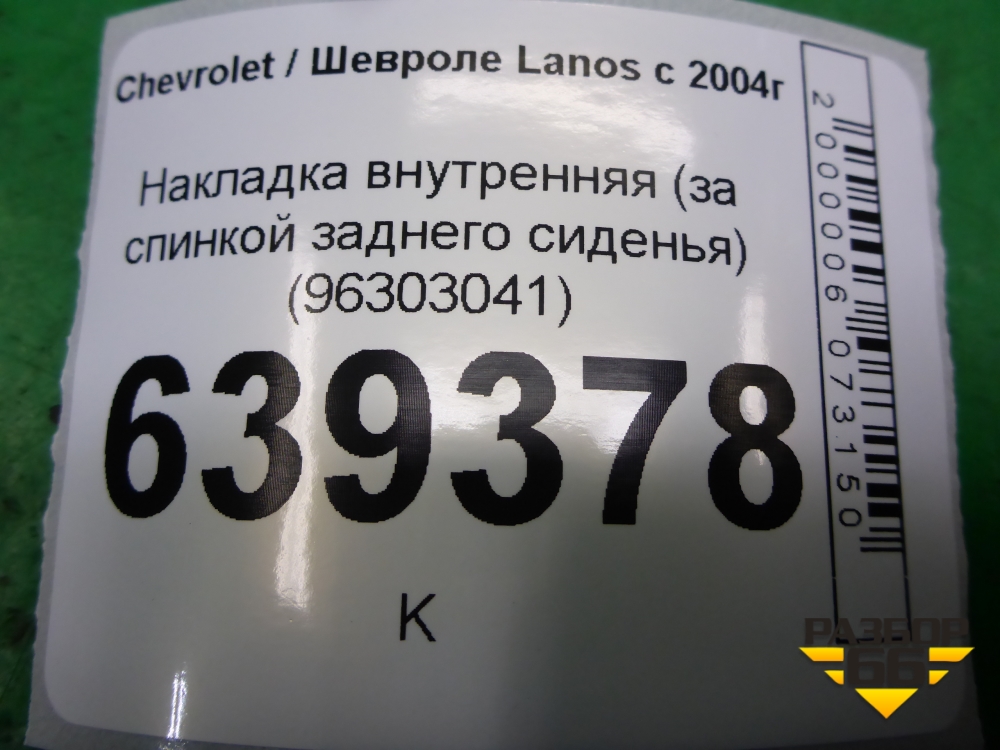 Chevrolet / Шевроле Lanos с 2004г
Накладка внутренняя (за
спинкой заднего сиденья)
(96303041)
639378
К
2000006073150
РАЗБОР
66